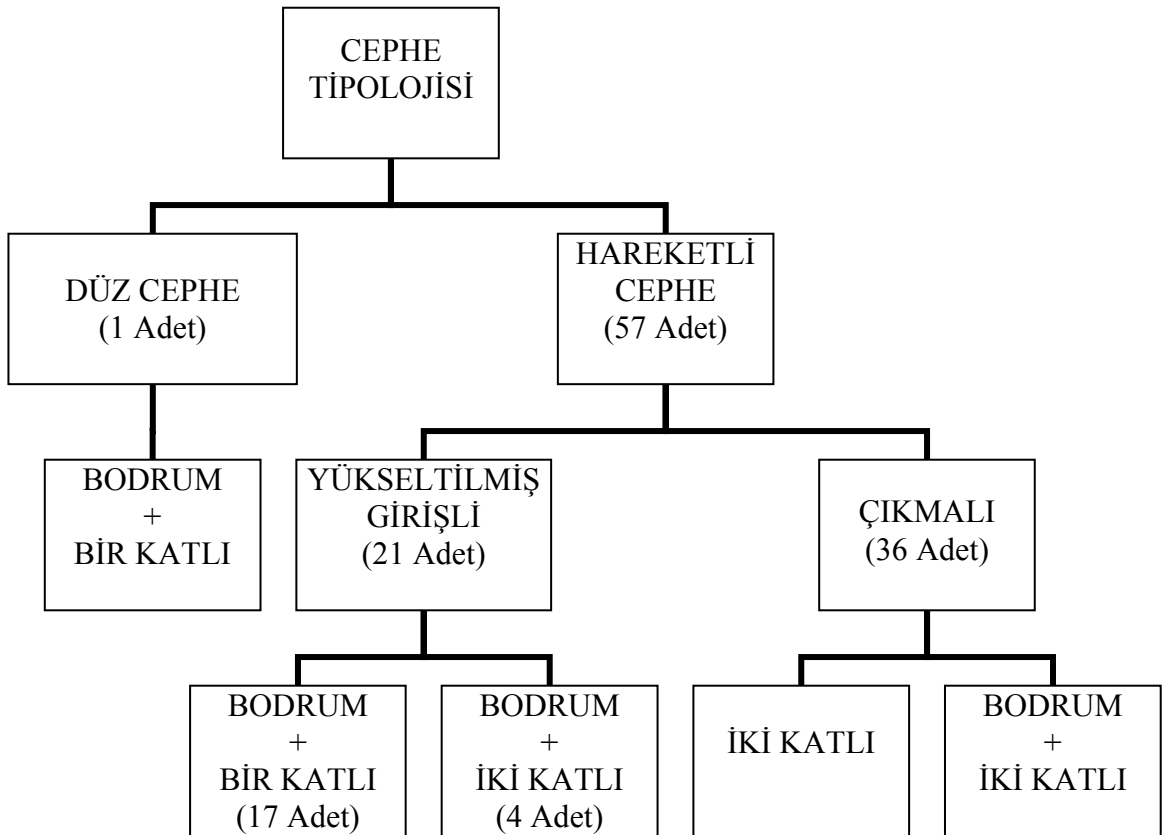 CEPHE
TİPOLOJİSİ
DÜZ CEPHE
(1 Adet)
HAREKETLİ
CEPHE
(57 Adet)
BODRUM
+
BİR KATLI
YÜKSELTİLMİŞ
GİRİŞLİ
(21 Adet)
ÇIKMALI
(36 Adet)
BODRUM
+
BİR KATLI
(17 Adet)
BODRUM
+
İKİ KATLI
(4 Adet)
İKİ KATLI
BODRUM
+
İKİ KATLI